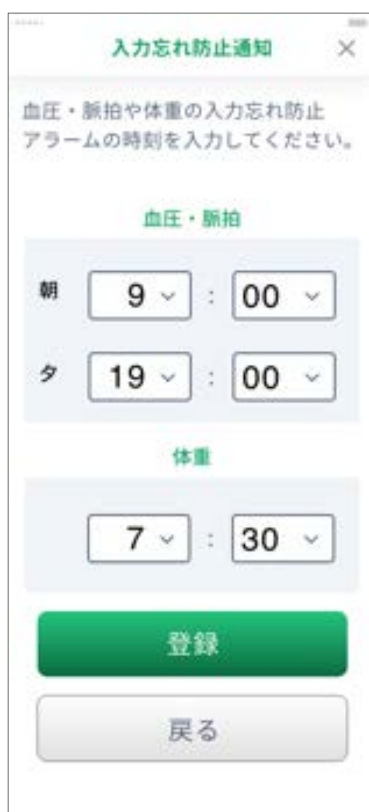 入力忘れ防止通知 ×
血圧・脈拍や体重の入力忘れ防止
アラームの時刻を入力してください。
血圧・脈拍
朝 9 : 00
夕 19 : 00
体重
7 : 30
登録
戻る